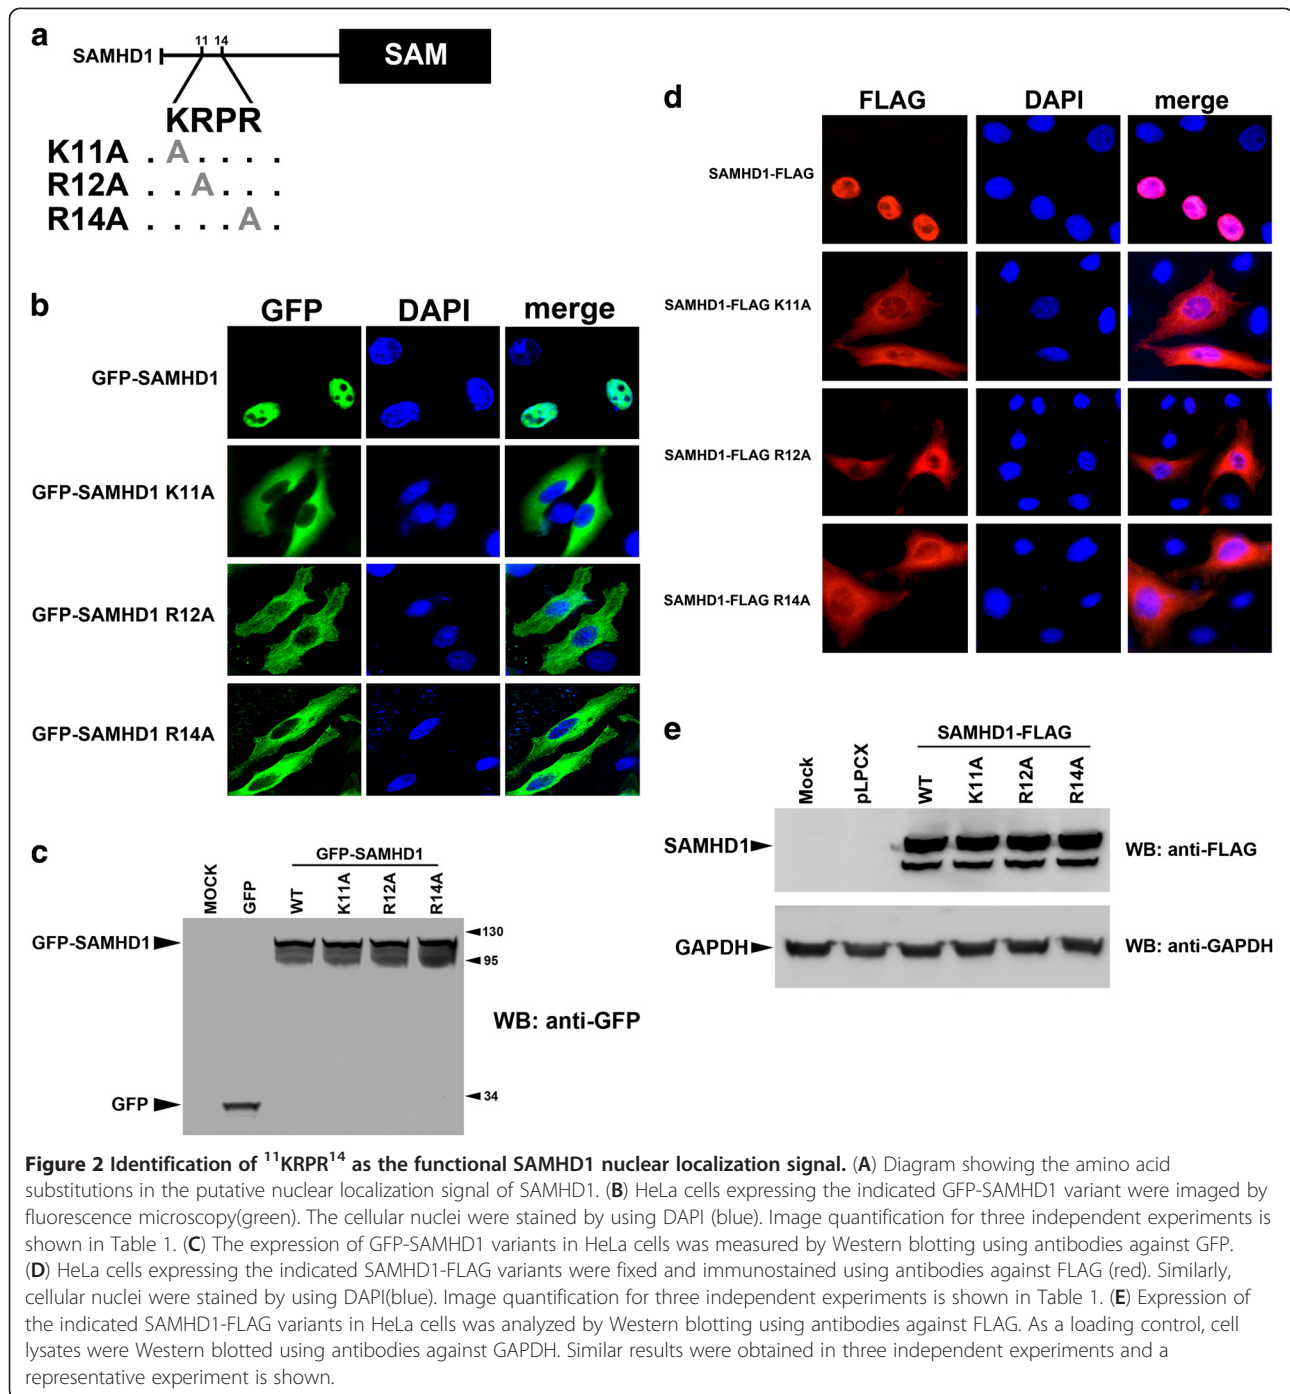 a
11 14
SAMHD1
SAM
KRPR
K11A . A . . . .
R12A . . A . . .
R14A . . . . A .
b
GFP DAPI merge
GFP-SAMHD1
GFP-SAMHD1 K11A
GFP-SAMHD1 R12A
GFP-SAMHD1 R14A
c
GFP-SAMHD1
MOCK GFP WT K11A R12A R14A
GFP-SAMHD1
130
95
WB: anti-GFP
GFP
34
d
FLAG DAPI merge
SAMHD1-FLAG
SAMHD1-FLAG K11A
SAMHD1-FLAG R12A
SAMHD1-FLAG R14A
e
SAMHD1-FLAG
Mock pLPCX WT K11A R12A R14A
SAMHD1
WB: anti-FLAG
GAPDH
WB: anti-GAPDH
Figure 2 Identification of ¹¹KRPR¹⁴ as the functional SAMHD1 nuclear localization signal. (A) Diagram showing the amino acid
substitutions in the putative nuclear localization signal of SAMHD1. (B) HeLa cells expressing the indicated GFP-SAMHD1 variant were imaged by
fluorescence microscopy(green). The cellular nuclei were stained by using DAPI (blue). Image quantification for three independent experiments is
shown in Table 1. (C) The expression of GFP-SAMHD1 variants in HeLa cells was measured by Western blotting using antibodies against GFP.
(D) HeLa cells expressing the indicated SAMHD1-FLAG variants were fixed and immunostained using antibodies against FLAG (red). Similarly,
cellular nuclei were stained by using DAPI(blue). Image quantification for three independent experiments is shown in Table 1. (E) Expression of
the indicated SAMHD1-FLAG variants in HeLa cells was analyzed by Western blotting using antibodies against FLAG. As a loading control, cell
lysates were Western blotted using antibodies against GAPDH. Similar results were obtained in three independent experiments and a
representative experiment is shown.